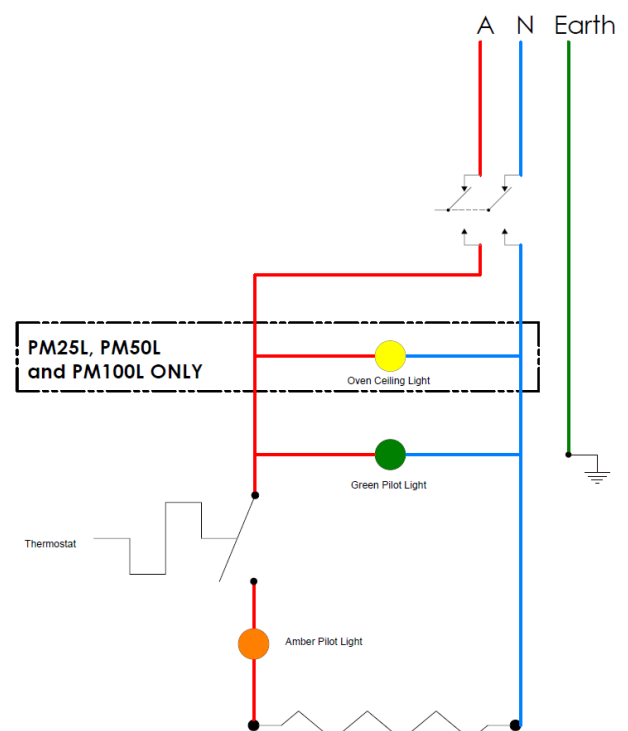 A N Earth
PM25L, PM50L
and PM100L ONLY
Oven Ceiling Light
Green Pilot Light
Thermostat
Amber Pilot Light